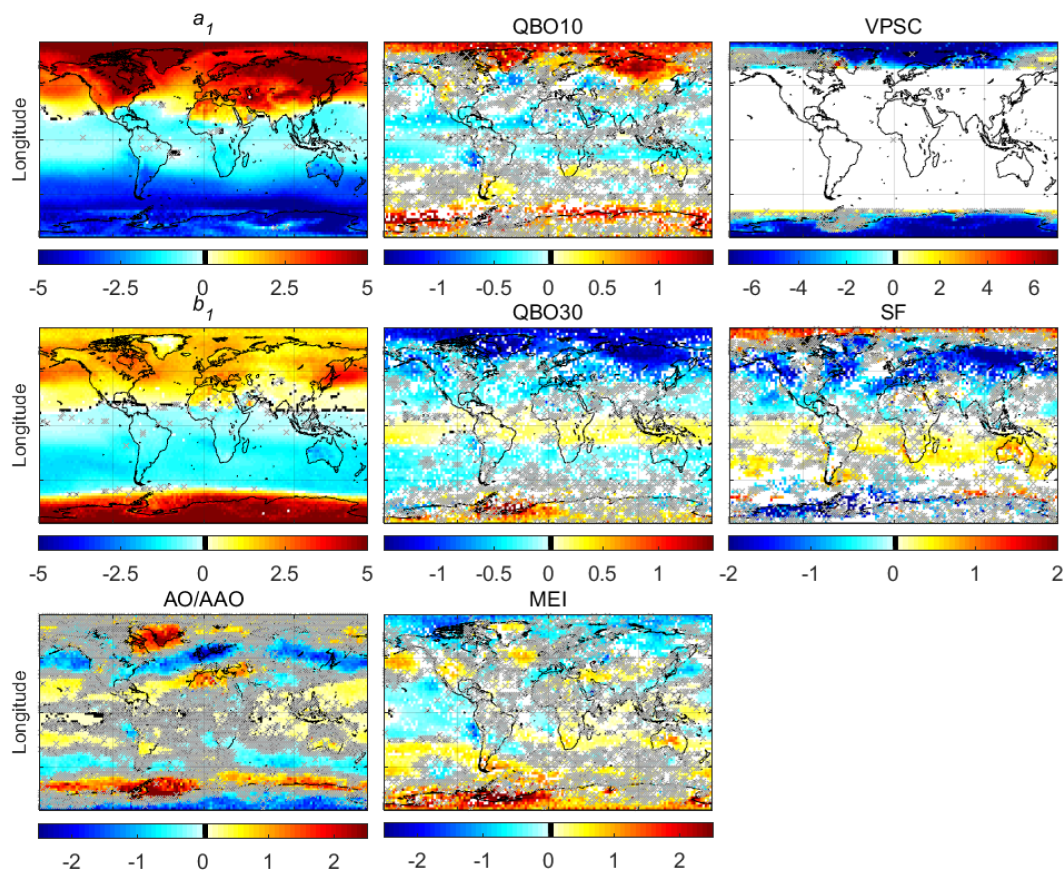 a1 QBO10 VPSC
Longitude
-5 -2.5 0 2.5 5 -1 -0.5 0 0.5 1 -6 -4 -2 0 2 4 6
b1 QBO30 SF
Longitude
-5 -2.5 0 2.5 5 -1 -0.5 0 0.5 1 -2 -1 0 1 2
AO/AAO MEI
Longitude
-2 -1 0 1 2 -2 -1 0 1 2